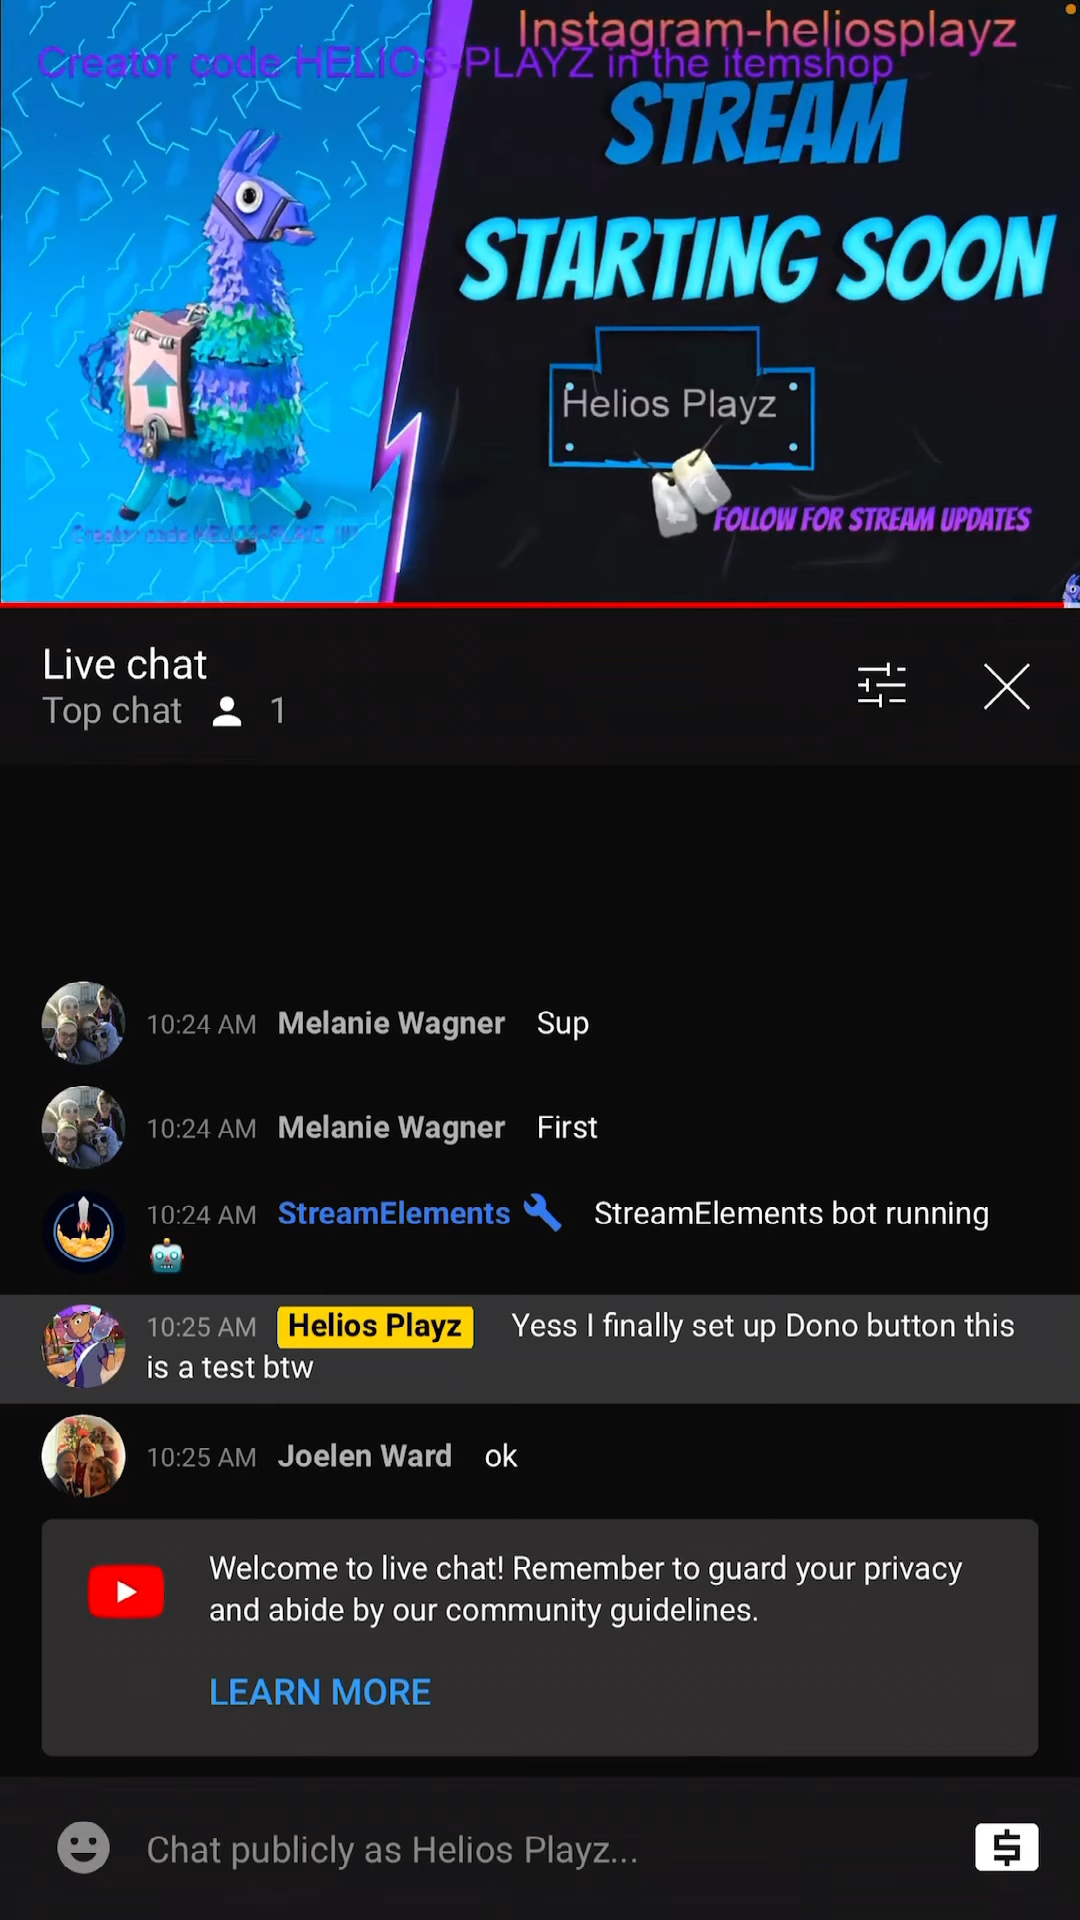 Instagram-heliosplayz
Creator code HELIOS-PLAYZ in the itemshop
STREAM
STARTING SOON
Helios Playz
FOLLOW FOR STREAM UPDATES
Creator code HELIOS-PLAYZ !!!!
Live chat
Top chat 1
10:24 AM Melanie Wagner Sup
10:24 AM Melanie Wagner First
10:24 AM StreamElements 🔧 StreamElements bot running
🤖
10:25 AM Helios Playz Yess I finally set up Dono button this
is a test btw
10:25 AM Joelen Ward ok
Welcome to live chat! Remember to guard your privacy
and abide by our community guidelines.
LEARN MORE
Chat publicly as Helios Playz...
$